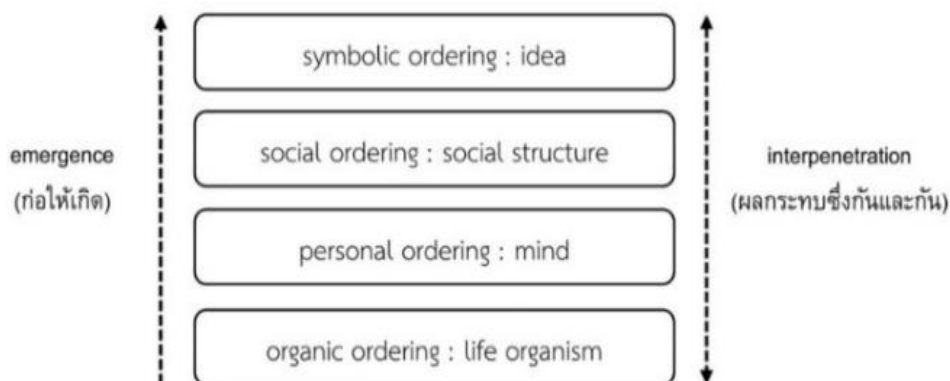 symbolic ordering : idea
social ordering : social structure
personal ordering : mind
organic ordering : life organism
emergence
(ก่อให้เกิด)
interpenetration
(ผลกระทบซึ่งกันและกัน)